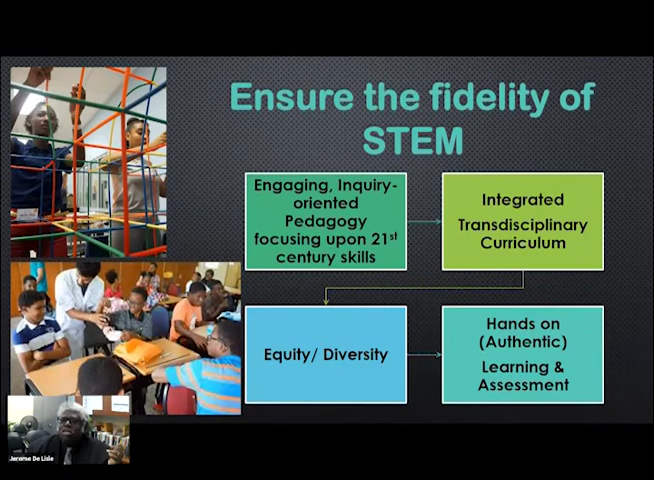 Ensure the fidelity of
STEM
Engaging, Inquiry-
oriented
Pedagogy
focusing upon 21st
century skills
Integrated
Transdisciplinary
Curriculum
Equity/ Diversity
Hands on
(Authentic)
Learning &
Assessment
Jerome De Lisle